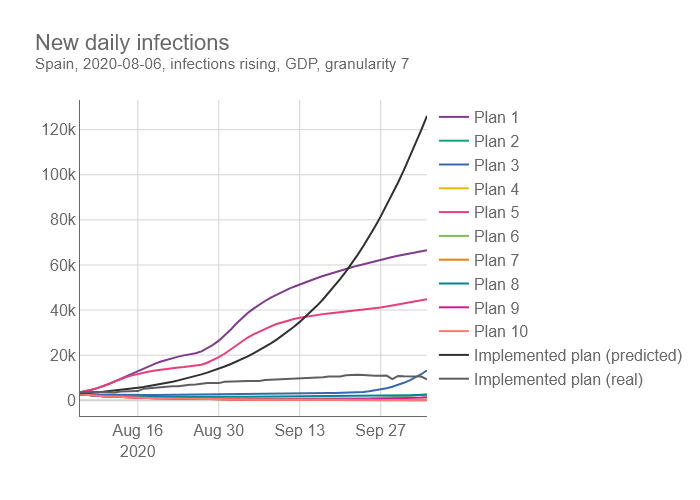 New daily infections
Spain, 2020-08-06, infections rising, GDP, granularity 7
120k
100k
80k
60k
40k
20k
0
Aug 16
2020
Aug 30
Sep 13
Sep 27
Plan 1
Plan 2
Plan 3
Plan 4
Plan 5
Plan 6
Plan 7
Plan 8
Plan 9
Plan 10
Implemented plan (predicted)
Implemented plan (real)